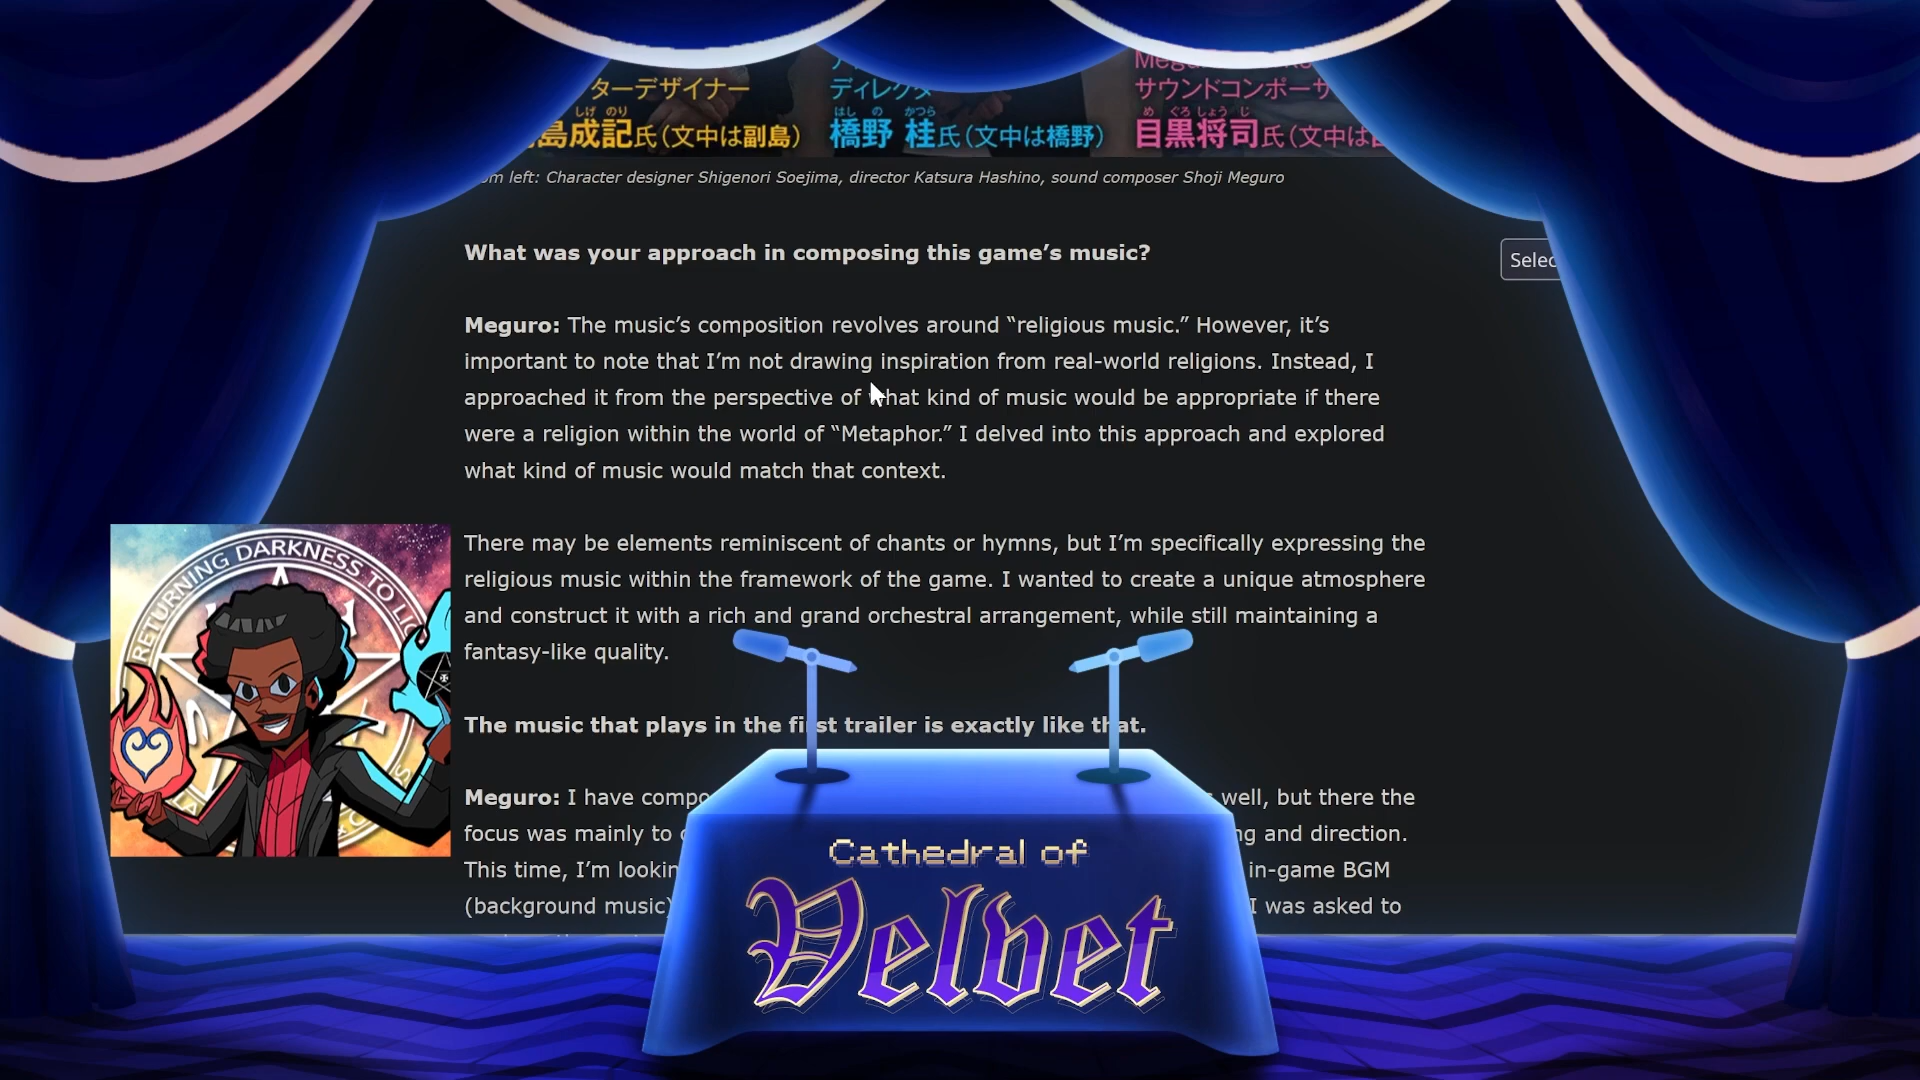 ターデザイナー
ディレクタ
サウンドコンポーサ
しげ のり
はし の かつら
め ぐろ しょう じ
島成記氏（文中は副島）
橋野 桂氏（文中は橋野）
目黒将司氏（文中は
om left: Character designer Shigenori Soejima, director Katsura Hashino, sound composer Shoji Meguro
What was your approach in composing this game’s music?
Selec
Meguro: The music’s composition revolves around “religious music.” However, it’s
important to note that I’m not drawing inspiration from real-world religions. Instead, I
approached it from the perspective of what kind of music would be appropriate if there
were a religion within the world of “Metaphor.” I delved into this approach and explored
what kind of music would match that context.
There may be elements reminiscent of chants or hymns, but I’m specifically expressing the
religious music within the framework of the game. I wanted to create a unique atmosphere
and construct it with a rich and grand orchestral arrangement, while still maintaining a
fantasy-like quality.
RETURNING DARKNESS TO LIG
The music that plays in the first trailer is exactly like that.
Meguro: I have compo
well, but there the
focus was mainly to
ng and direction.
This time, I’m lookin
in-game BGM
(background music)
I was asked to
Cathedral of
Velvet